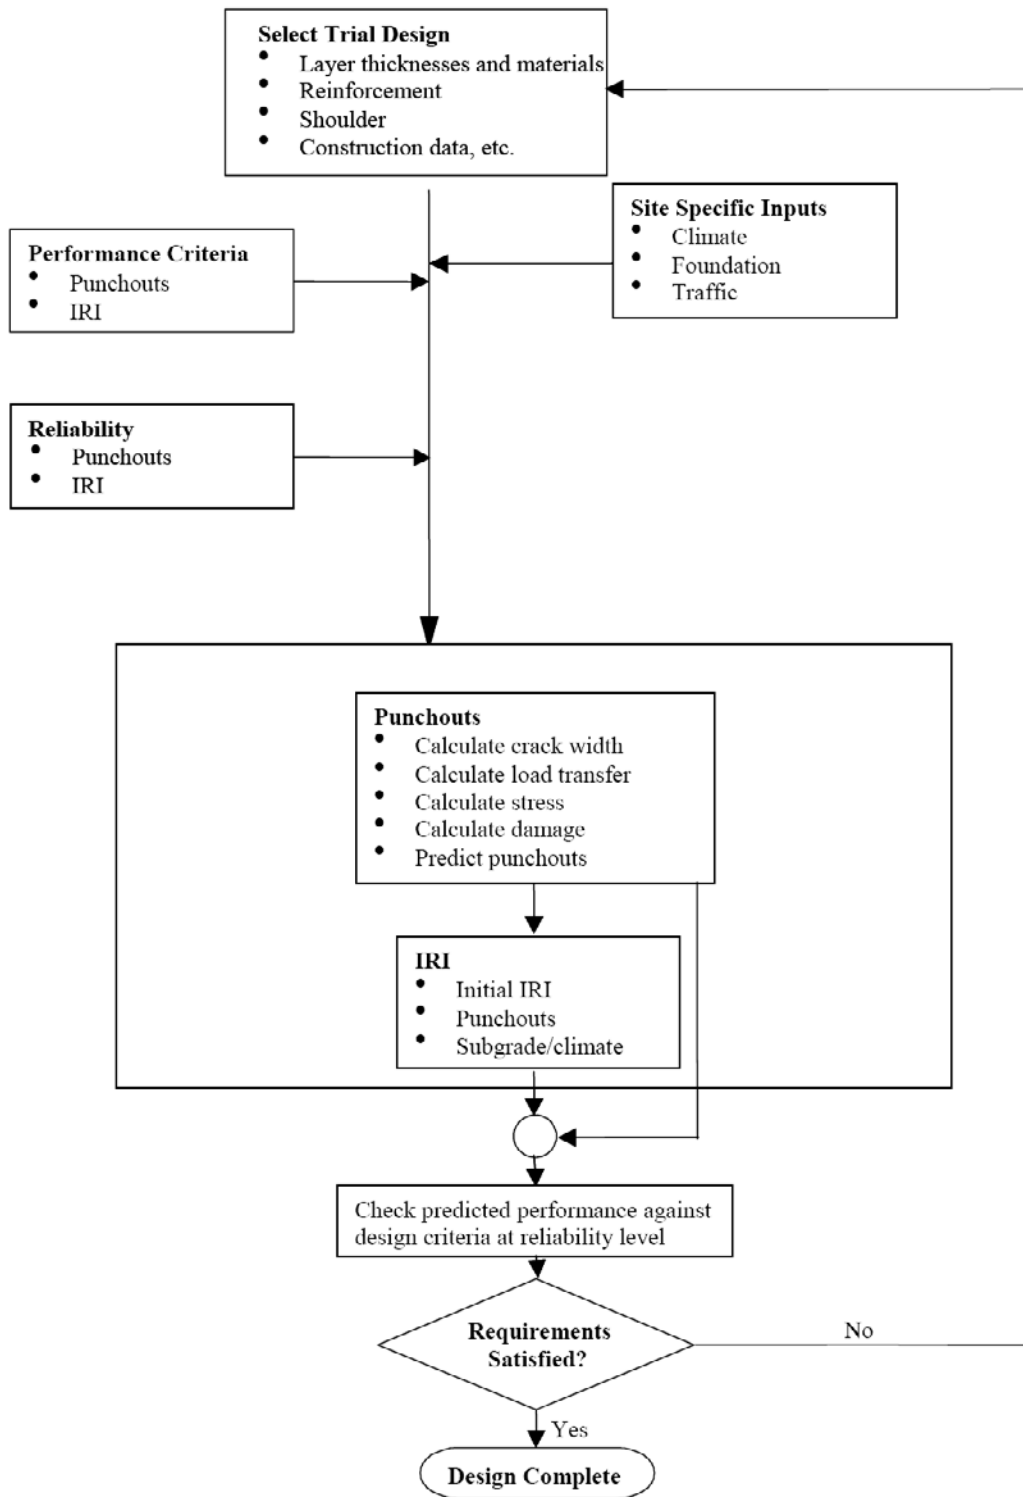 Select Trial Design
• Layer thicknesses and materials
• Reinforcement
• Shoulder
• Construction data, etc.
Site Specific Inputs
• Climate
• Foundation
• Traffic
Performance Criteria
• Punchouts
• IRI
Reliability
• Punchouts
• IRI
Punchouts
• Calculate crack width
• Calculate load transfer
• Calculate stress
• Calculate damage
• Predict punchouts
IRI
• Initial IRI
• Punchouts
• Subgrade/climate
Check predicted performance against
design criteria at reliability level
Requirements
Satisfied?
No
Yes
Design Complete